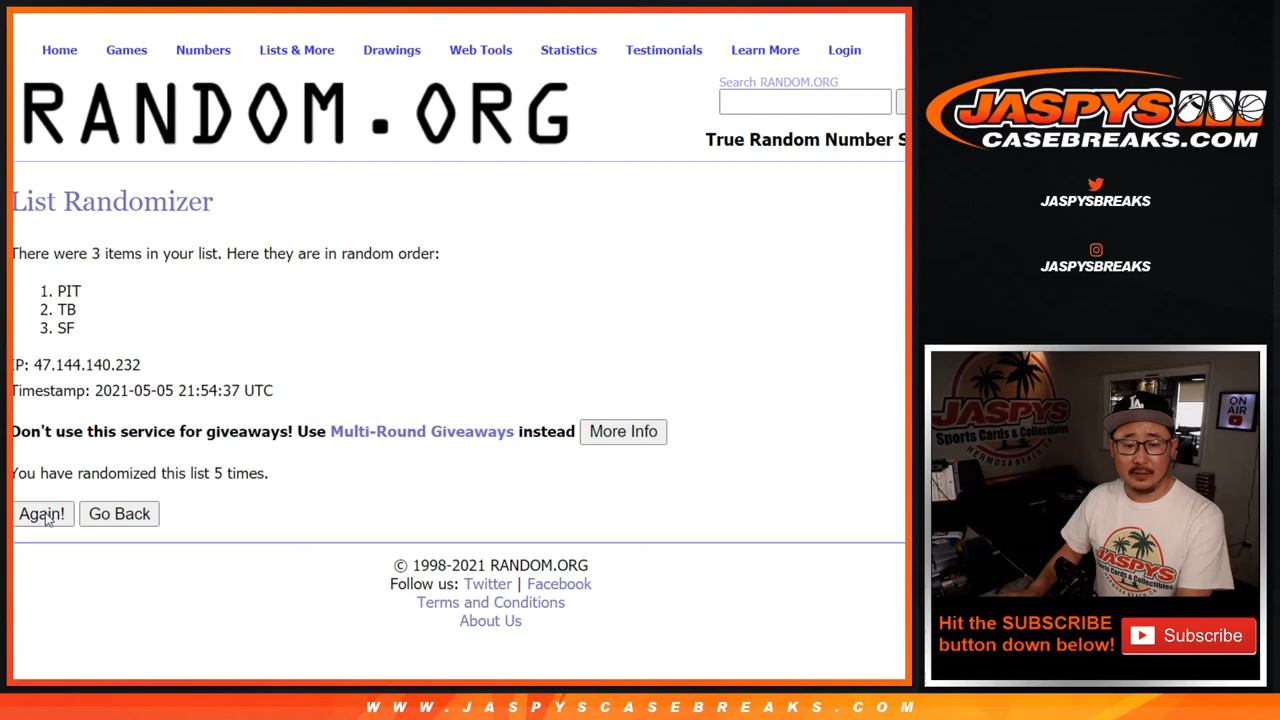 Home Games Numbers Lists & More Drawings Web Tools Statistics Testimonials Learn More Login
RANDOM.ORG
Search RANDOM.ORG
True Random Number S
List Randomizer
There were 3 items in your list. Here they are in random order:
1. PIT
2. TB
3. SF
IP: 47.144.140.232
Timestamp: 2021-05-05 21:54:37 UTC
Don't use this service for giveaways! Use Multi-Round Giveaways instead More Info
You have randomized this list 5 times.
Again! Go Back
© 1998-2021 RANDOM.ORG
Follow us: Twitter | Facebook
Terms and Conditions
About Us
JASPYS
CASEBREAKS.COM
JASPYSBREAKS
JASPYSBREAKS
JASPYS
Sports Cards & Collectibles
HERMOSA BEACH, CA
ON
AIR
LA
JASPYS
Sports Cards & Collectibles
Hit the SUBSCRIBE
button down below!
Subscribe
WWW.JASPYSCASEBREAKS.COM